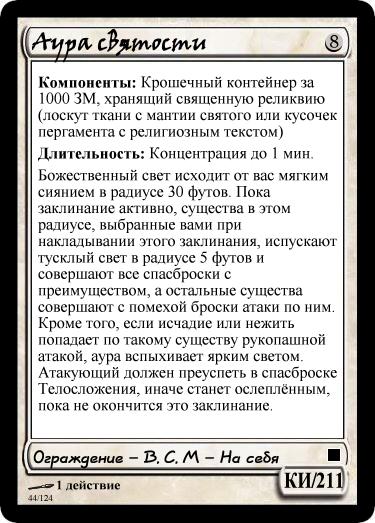 Аура святости
8
Компоненты: Крошечный контейнер за
1000 ЗМ, хранящий священную реликвию
(лоскут ткани с мантии святого или кусочек
пергамента с религиозным текстом)
Длительность: Концентрация до 1 мин.
Божественный свет исходит от вас мягким
сиянием в радиусе 30 футов. Пока
заклинание активно, существа в этом
радиусе, выбранные вами при
накладывании этого заклинания, испускают
тусклый свет в радиусе 5 футов и
совершают все спасброски с
преимуществом, а остальные существа
совершают с помехой броски атаки по ним.
Кроме того, если исчадие или нежить
попадает по такому существу рукопашной
атакой, аура вспыхивает ярким светом.
Атакующий должен преуспеть в спасброске
Телосложения, иначе станет ослеплённым,
пока не окончится это заклинание.
Ограждение – В, С, М – На себя
КИ/211
1 действие
44/124